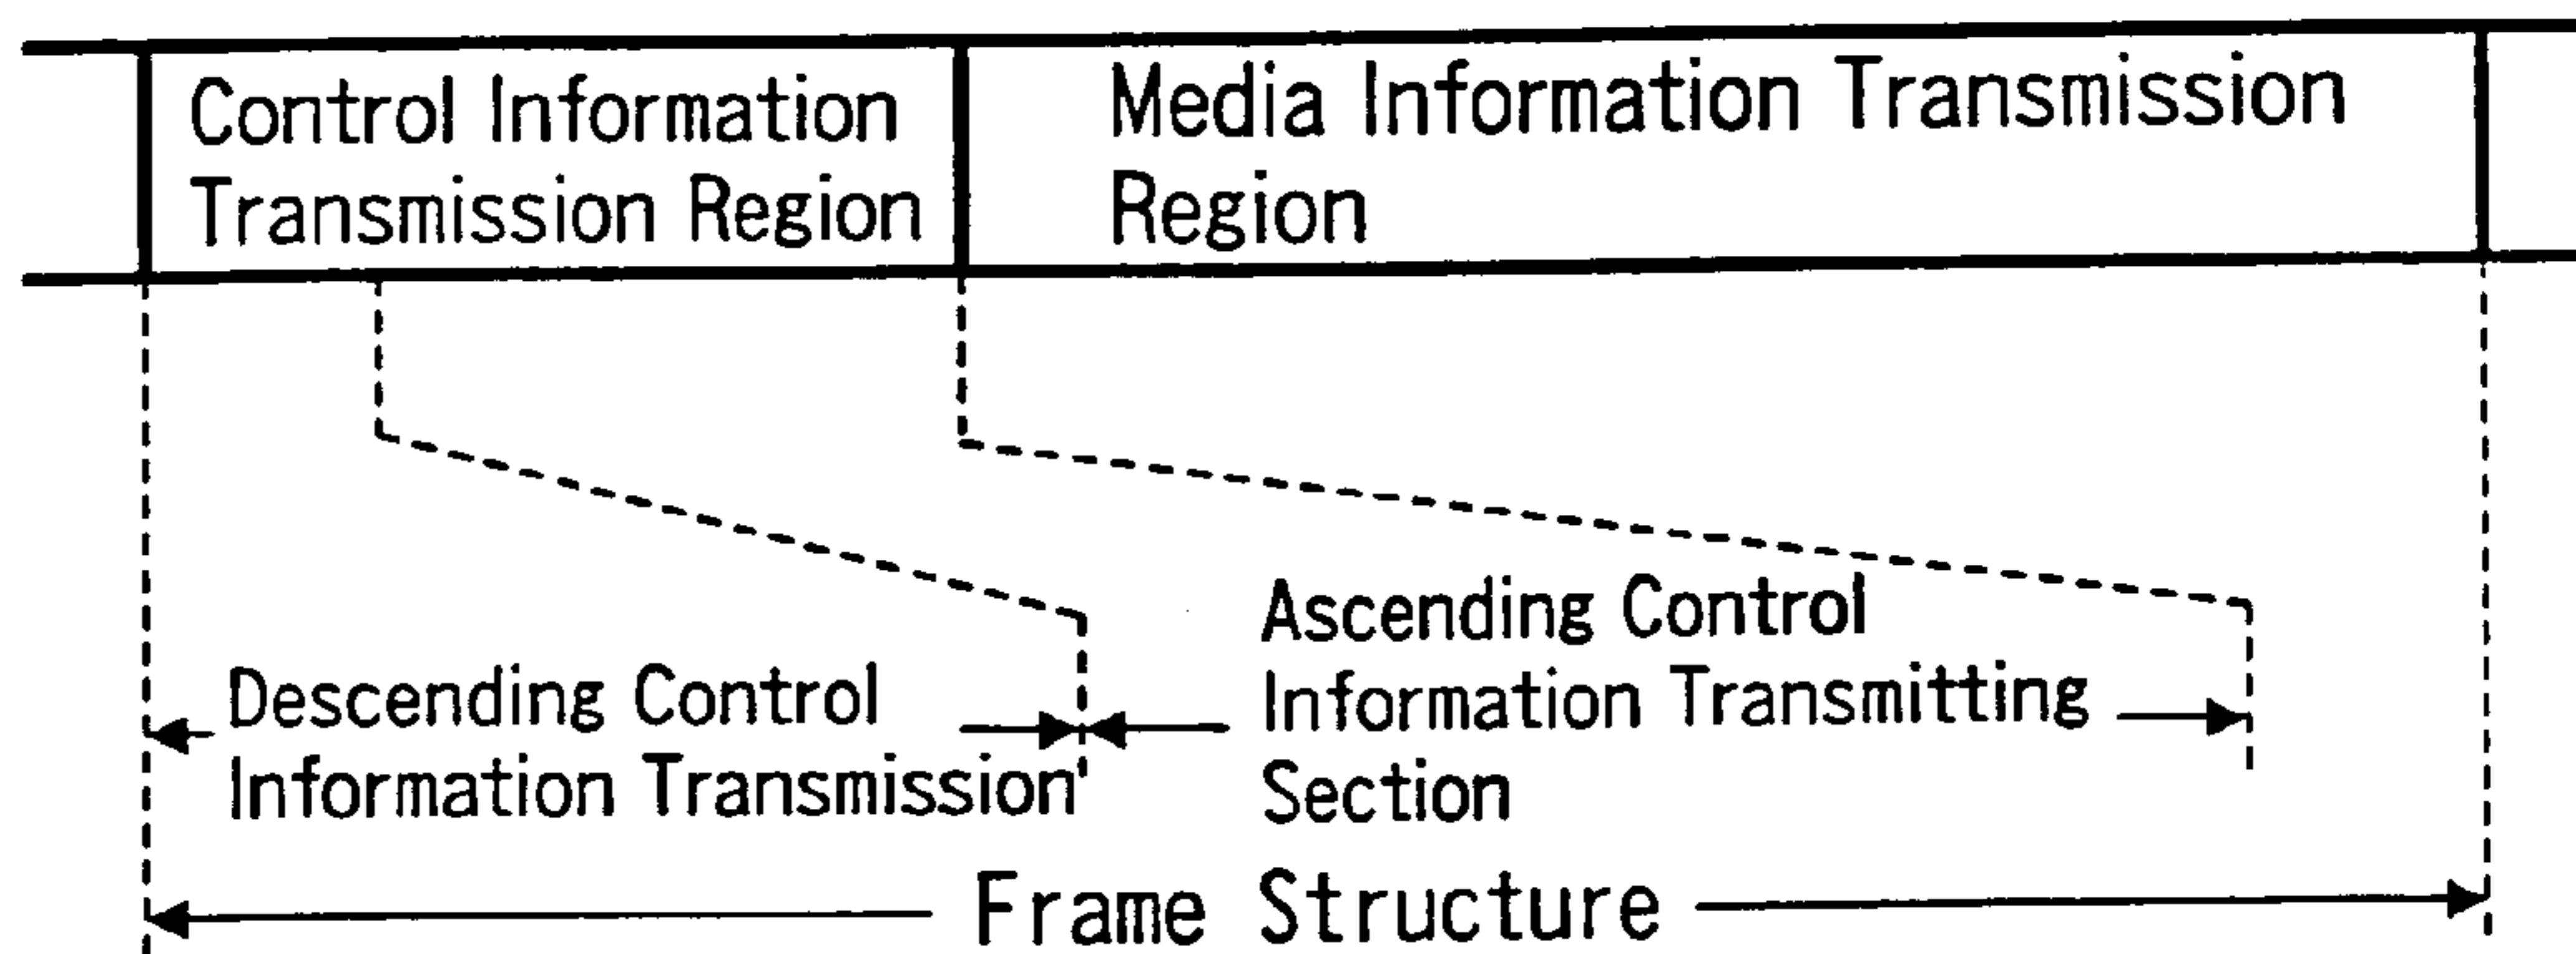 Control Information
Transmission Region
Media Information Transmission
Region
Descending Control
Information Transmission
Ascending Control
Information Transmitting
Section
Frame Structure